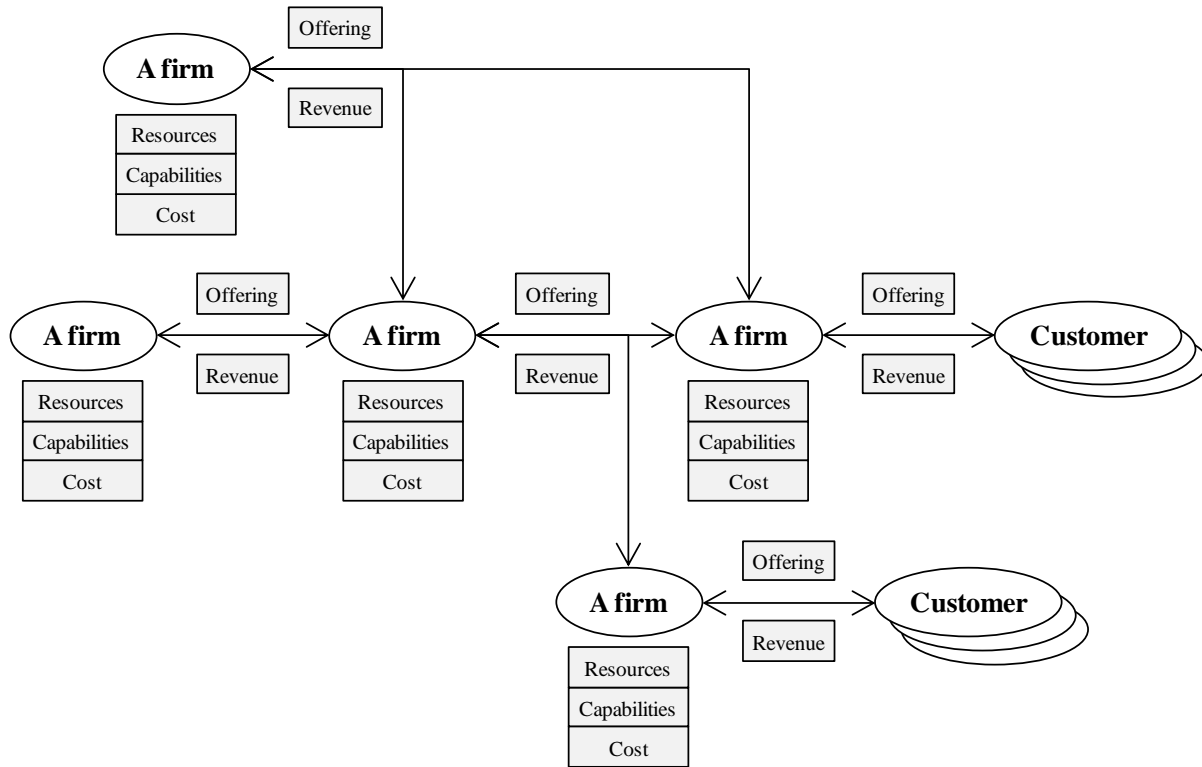 Offering
A firm
Revenue
Resources
Capabilities
Cost
Offering
Offering
Offering
A firm
A firm
A firm
Customer
Revenue
Revenue
Revenue
Resources
Resources
Resources
Capabilities
Capabilities
Capabilities
Cost
Cost
Cost
Offering
A firm
Customer
Revenue
Resources
Capabilities
Cost